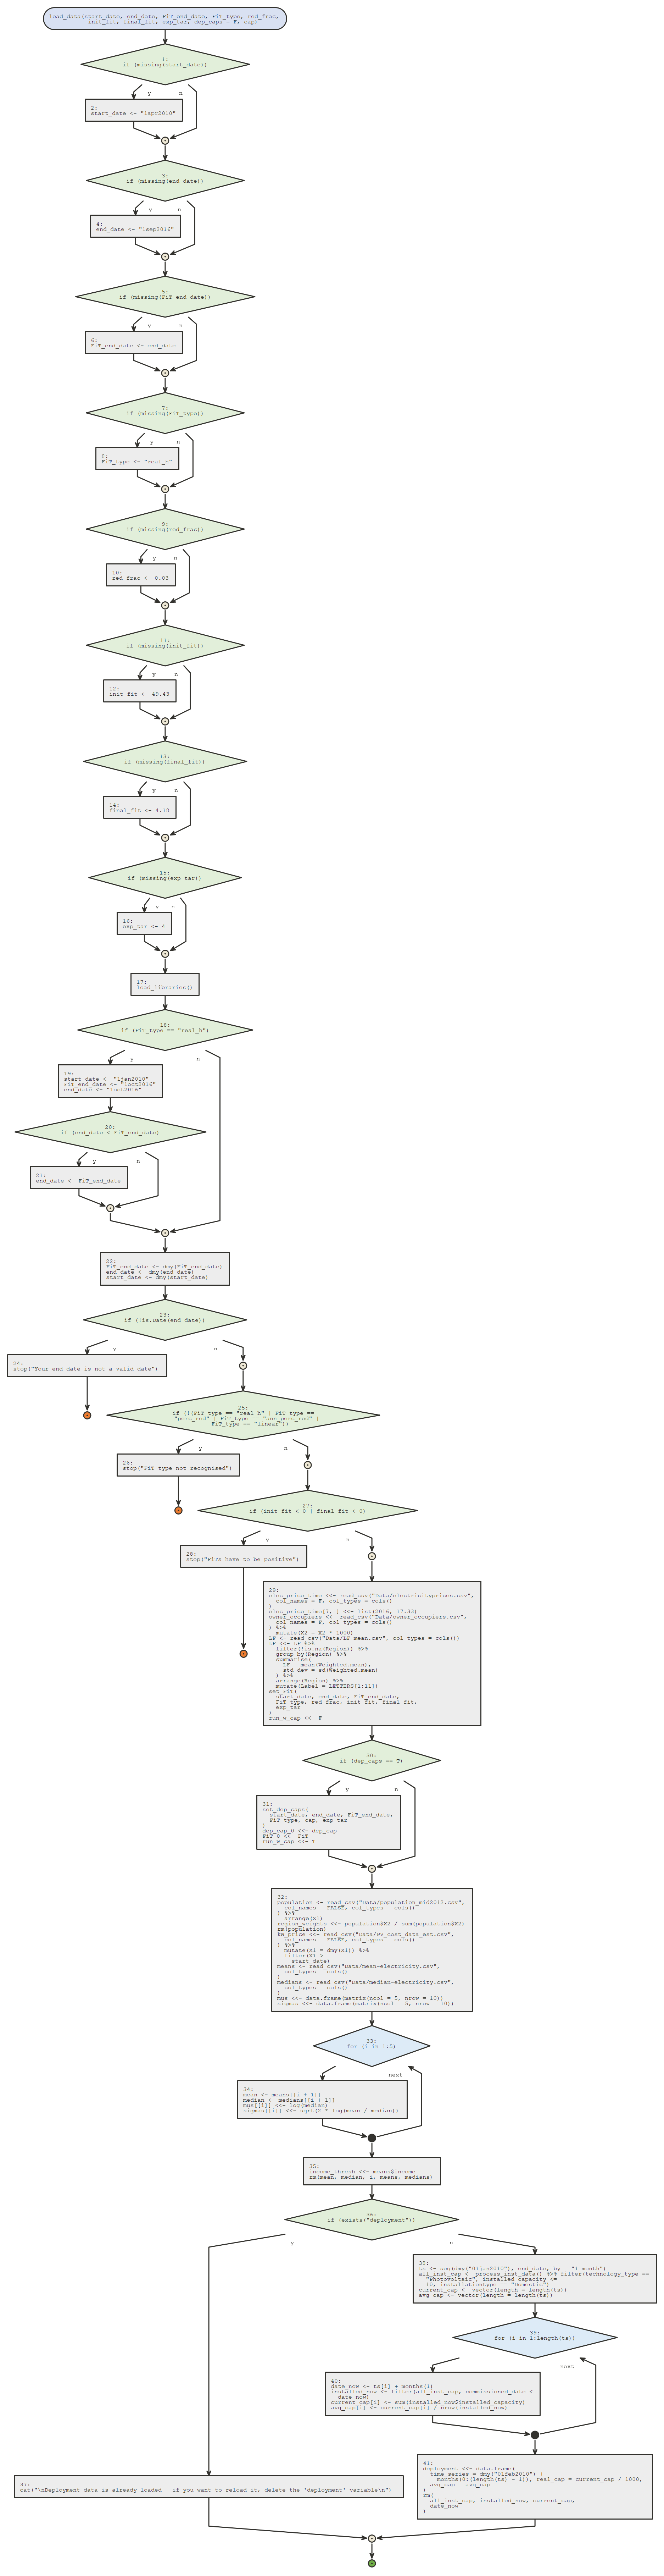 load_data(start_date, end_date, FiT_end_date, FiT_type, red_frac,
init_fit, final_fit, exp_tar, dep_caps = F, cap)
1:
if (missing(start_date))
y n
2:
start_date <- "1apr2010"
3:
if (missing(end_date))
y n
4:
end_date <- "1sep2016"
5:
if (missing(FiT_end_date))
y n
6:
FiT_end_date <- end_date
7:
if (missing(FiT_type))
y n
8:
FiT_type <- "real_h"
9:
if (missing(red_frac))
y n
10:
red_frac <- 0.03
11:
if (missing(init_fit))
y n
12:
init_fit <- 49.43
13:
if (missing(final_fit))
y n
14:
final_fit <- 4.18
15:
if (missing(exp_tar))
y n
16:
exp_tar <- 4
17:
load_libraries()
18:
if (FiT_type == "real_h")
y n
19:
start_date <- "1jan2010"
FiT_end_date <- "1oct2016"
end_date <- "1oct2016"
20:
if (end_date < FiT_end_date)
y n
21:
end_date <- FiT_end_date
22:
FiT_end_date <- dmy(FiT_end_date)
end_date <- dmy(end_date)
start_date <- dmy(start_date)
23:
if (!is.Date(end_date))
y n
24:
stop("Your end date is not a valid date")
25:
if (!(FiT_type == "real_h" | FiT_type ==
"perc_red" | FiT_type == "ann_perc_red" |
FiT_type == "linear"))
y n
26:
stop("FiT type not recognised")
27:
if (init_fit < 0 | final_fit < 0)
y n
28:
stop("FiTs have to be positive")
29:
elec_price_time <<- read_csv("Data/electricityprices.csv",
col_names = F, col_types = cols()
)
elec_price_time[7, ] <<- list(2016, 17.33)
owner_occupiers <<- read_csv("Data/owner_occupiers.csv",
col_names = F, col_types = cols()
) %>%
mutate(X2 = X2 * 1000)
LF <- read_csv("Data/LF_mean.csv", col_types = cols())
LF <<- LF %>%
filter(!is.na(Region)) %>%
group_by(Region) %>%
summarise(
LF = mean(Weighted.mean),
std_dev = sd(Weighted.mean)
) %>%
arrange(Region) %>%
mutate(Label = LETTERS[1:11])
set_FiT(
start_date, end_date, FiT_end_date,
FiT_type, red_frac, init_fit, final_fit,
exp_tar
)
run_w_cap <<- F
30:
if (dep_caps == T)
y n
31:
set_dep_caps(
start_date, end_date, FiT_end_date,
FiT_type, cap, exp_tar
)
dep_cap_0 <<- dep_cap
FiT_0 <<- FiT
run_w_cap <<- T
32:
population <- read_csv("Data/population_mid2012.csv",
col_names = FALSE, col_types = cols()
) %>%
arrange(X1)
region_weights <<- population$X2 / sum(population$X2)
rm(population)
kW_price <<- read_csv("Data/PV_cost_data_est.csv",
col_names = FALSE, col_types = cols()
) %>%
mutate(X1 = dmy(X1)) %>%
filter(X1 >=
start_date)
means <- read_csv("Data/mean-electricity.csv",
col_types = cols()
)
medians <- read_csv("Data/median-electricity.csv",
col_types = cols()
)
mus <<- data.frame(matrix(ncol = 5, nrow = 10))
sigmas <<- data.frame(matrix(ncol = 5, nrow = 10))
33:
for (i in 1:5)
next
34:
mean <- means[[i + 1]]
median <- medians[[i + 1]]
mus[[i]] <<- log(median)
sigmas[[i]] <<- sqrt(2 * log(mean / median))
35:
income_thresh <<- means$income
rm(mean, median, i, means, medians)
36:
if (exists("deployment"))
y n
38:
ts <- seq(dmy("01jan2010"), end_date, by = "1 month")
all_inst_cap <- process_inst_data() %>% filter(technology_type ==
"Photovoltaic", installed_capacity <=
10, installationtype == "Domestic")
current_cap <- vector(length = length(ts))
avg_cap <- vector(length = length(ts))
39:
for (i in 1:length(ts))
next
40:
date_now <- ts[i] + months(1)
installed_now <- filter(all_inst_cap, commissioned_date <
date_now)
current_cap[i] <- sum(installed_now$installed_capacity)
avg_cap[i] <- current_cap[i] / nrow(installed_now)
41:
deployment <<- data.frame(
time_series = dmy("01feb2010") +
months(0:(length(ts) - 1)), real_cap = current_cap / 1000,
avg_cap = avg_cap
)
rm(
all_inst_cap, installed_now, current_cap,
date_now
)
37:
cat("\nDeployment data is already loaded - if you want to reload it, delete the 'deployment' variable\n")